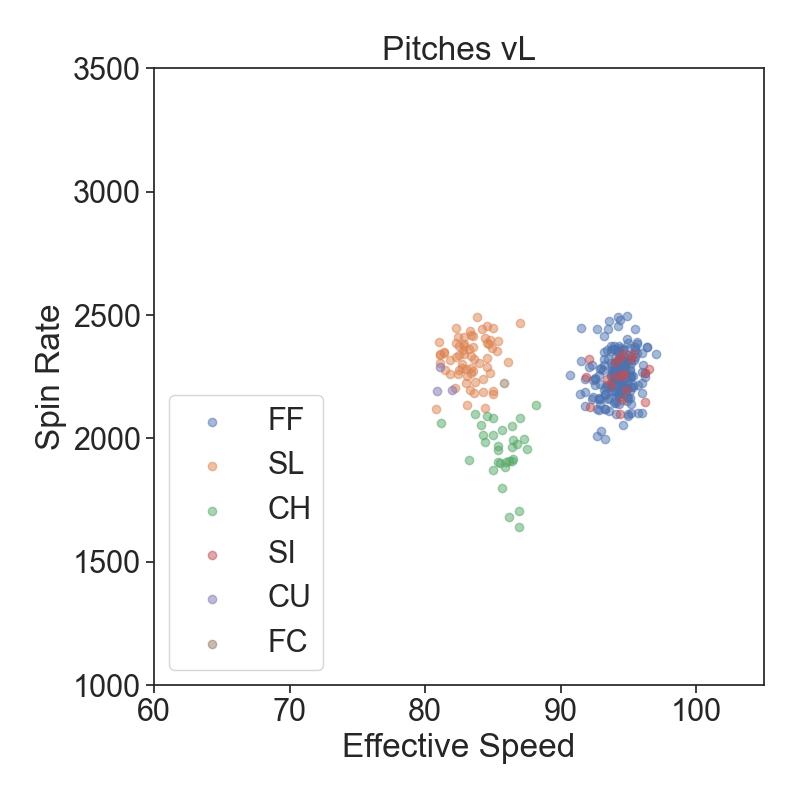 Pitches vL
3500
3000
2500
2000
1500
1000
Spin Rate
FF
SL
CH
SI
CU
FC
60 70 80 90 100
Effective Speed